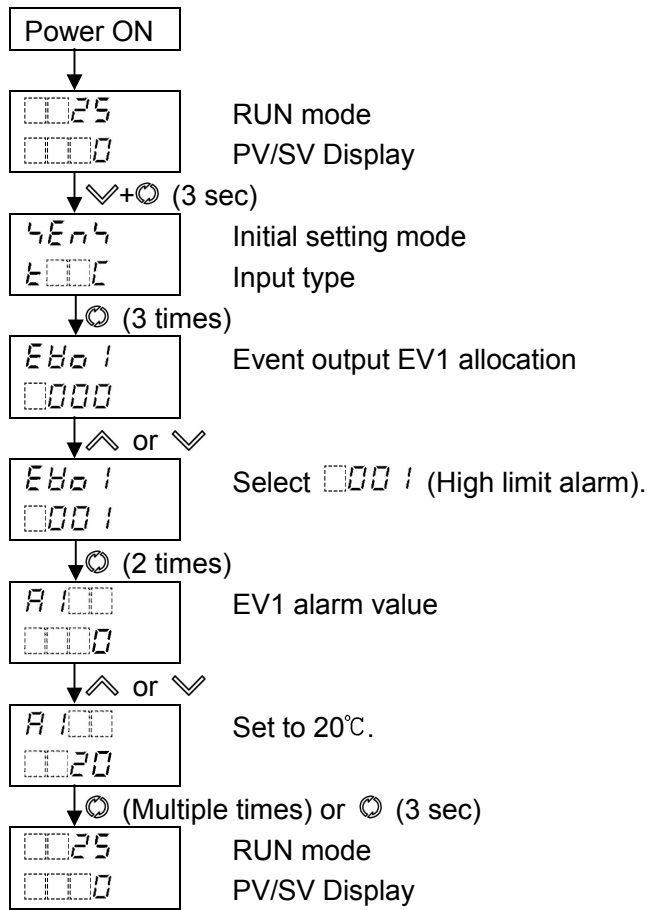 Power ON
□□25 RUN mode
□□□0 PV/SV Display
+ (3 sec)
SEnS Initial setting mode
K□□C Input type
(3 times)
EVo1 Event output EV1 allocation
□000
or
EVo1 Select □001 (High limit alarm).
□001
(2 times)
A1□□ EV1 alarm value
□□□0
or
A1□□ Set to 20℃.
□□20
(Multiple times) or (3 sec)
□□25 RUN mode
□□□0 PV/SV Display